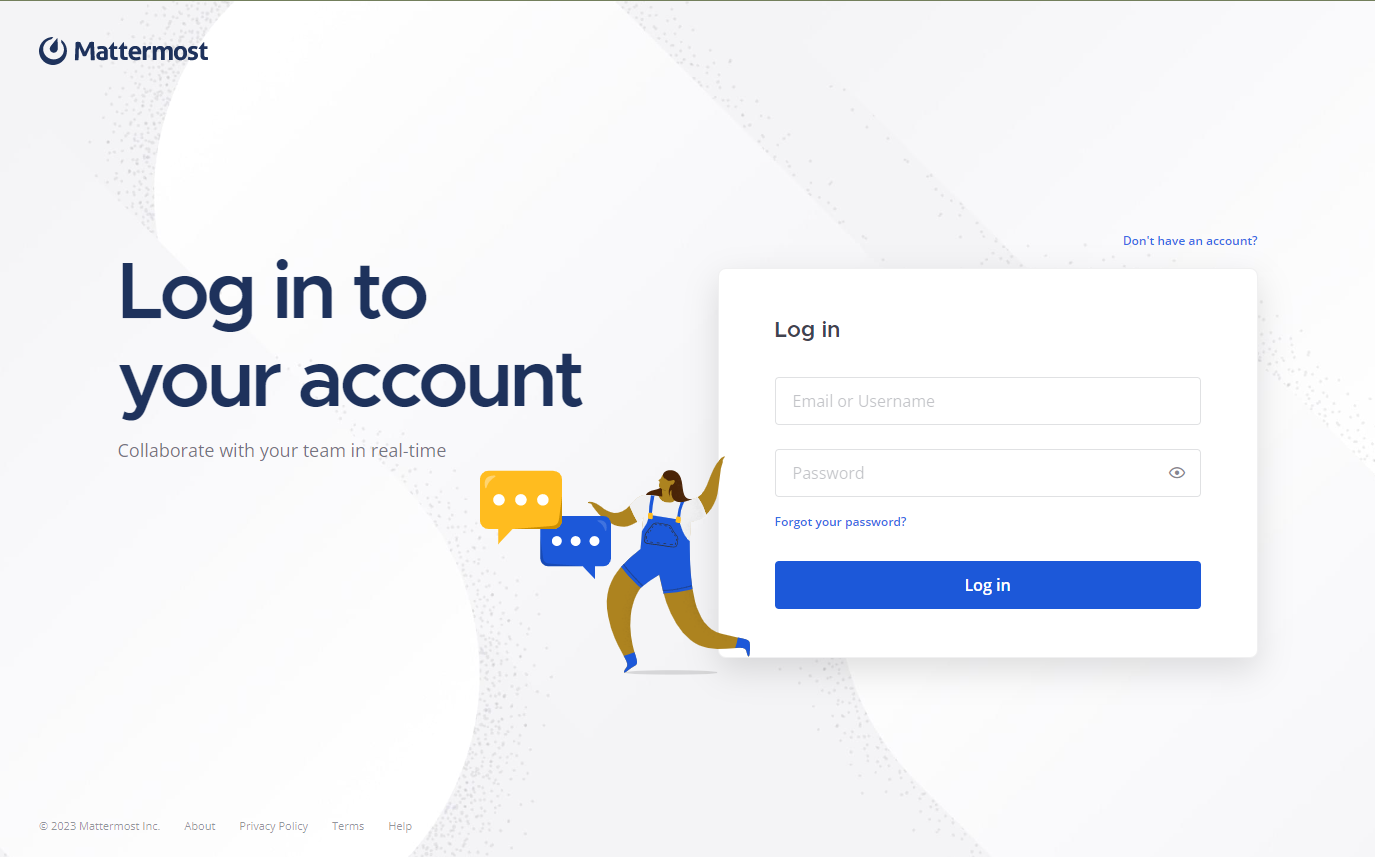 Mattermost
Don't have an account?
Log in to
your account
Collaborate with your team in real-time
Log in
Email or Username
Password
Forgot your password?
Log in
© 2023 Mattermost Inc. About Privacy Policy Terms Help